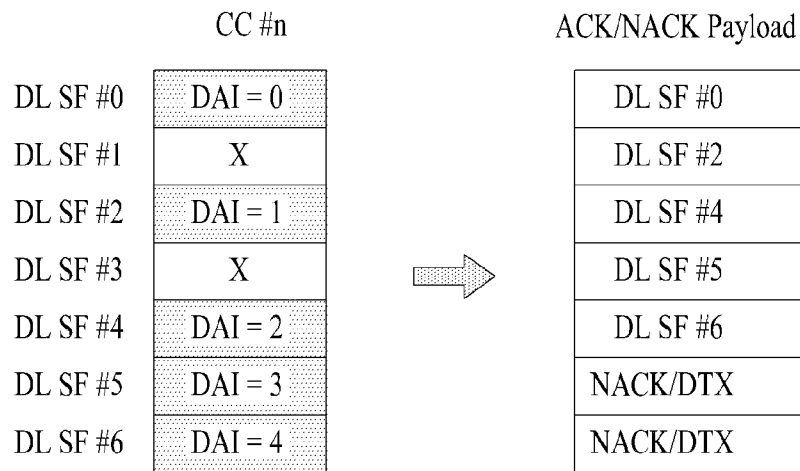 CC #n ACK/NACK Payload
DL SF #0 DAI = 0 DL SF #0
DL SF #1 X DL SF #2
DL SF #2 DAI = 1 DL SF #4
DL SF #3 X DL SF #5
DL SF #4 DAI = 2 DL SF #6
DL SF #5 DAI = 3 NACK/DTX
DL SF #6 DAI = 4 NACK/DTX